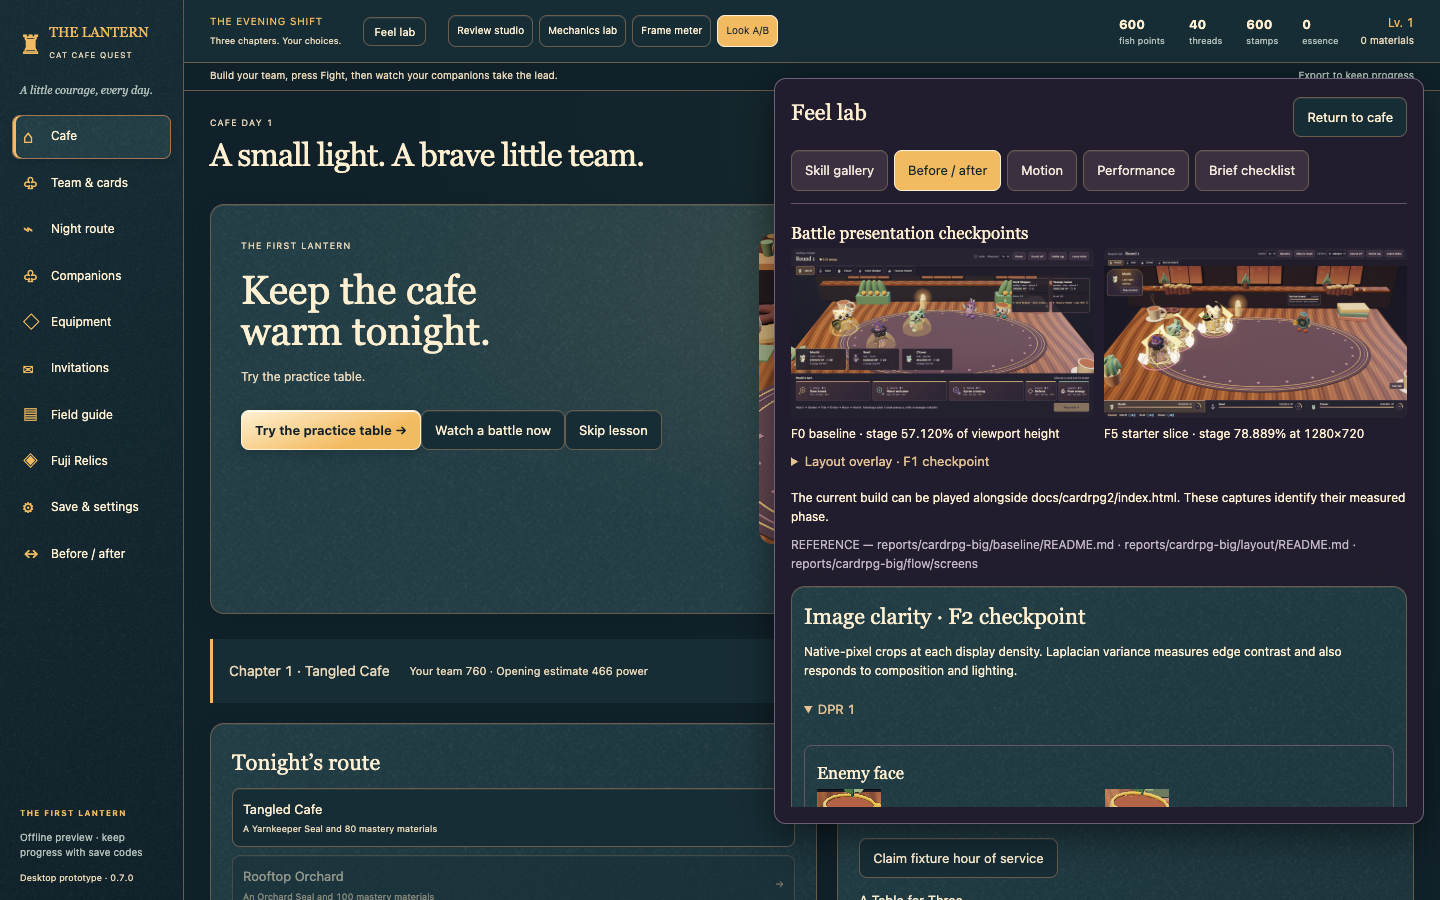 THE LANTERN
CAT CAFE QUEST
A little courage, every day.
Cafe
Team & cards
Night route
Companions
Equipment
Invitations
Field guide
Fuji Relics
Save & settings
Before / after
THE FIRST LANTERN
Offline preview · keep
progress with save codes
Desktop prototype · 0.7.0
THE EVENING SHIFT
Three chapters. Your choices.
Feel lab
Review studio
Mechanics lab
Frame meter
Look A/B
600
fish points
40
threads
600
stamps
0
essence
Lv. 1
0 materials
Build your team, press Fight, then watch your companions take the lead.
Export to keep progress
CAFE DAY 1
A small light. A brave little team.
THE FIRST LANTERN
Keep the cafe
warm tonight.
Try the practice table.
Try the practice table →
Watch a battle now
Skip lesson
Chapter 1 · Tangled Cafe
Your team 760 · Opening estimate 466 power
Tonight’s route
Tangled Cafe
A Yarnkeeper Seal and 80 mastery materials
Rooftop Orchard
An Orchard Seal and 100 mastery materials
→
Feel lab
Return to cafe
Skill gallery
Before / after
Motion
Performance
Brief checklist
Battle presentation checkpoints
F0 baseline · stage 57.120% of viewport height
F5 starter slice · stage 78.889% at 1280×720
Layout overlay · F1 checkpoint
The current build can be played alongside docs/cardrpg2/index.html. These captures identify their measured
phase.
REFERENCE — reports/cardrpg-big/baseline/README.md · reports/cardrpg-big/layout/README.md ·
reports/cardrpg-big/flow/screens
Image clarity · F2 checkpoint
Native-pixel crops at each display density. Laplacian variance measures edge contrast and also
responds to composition and lighting.
DPR 1
Enemy face
Claim fixture hour of service
A Table for Three